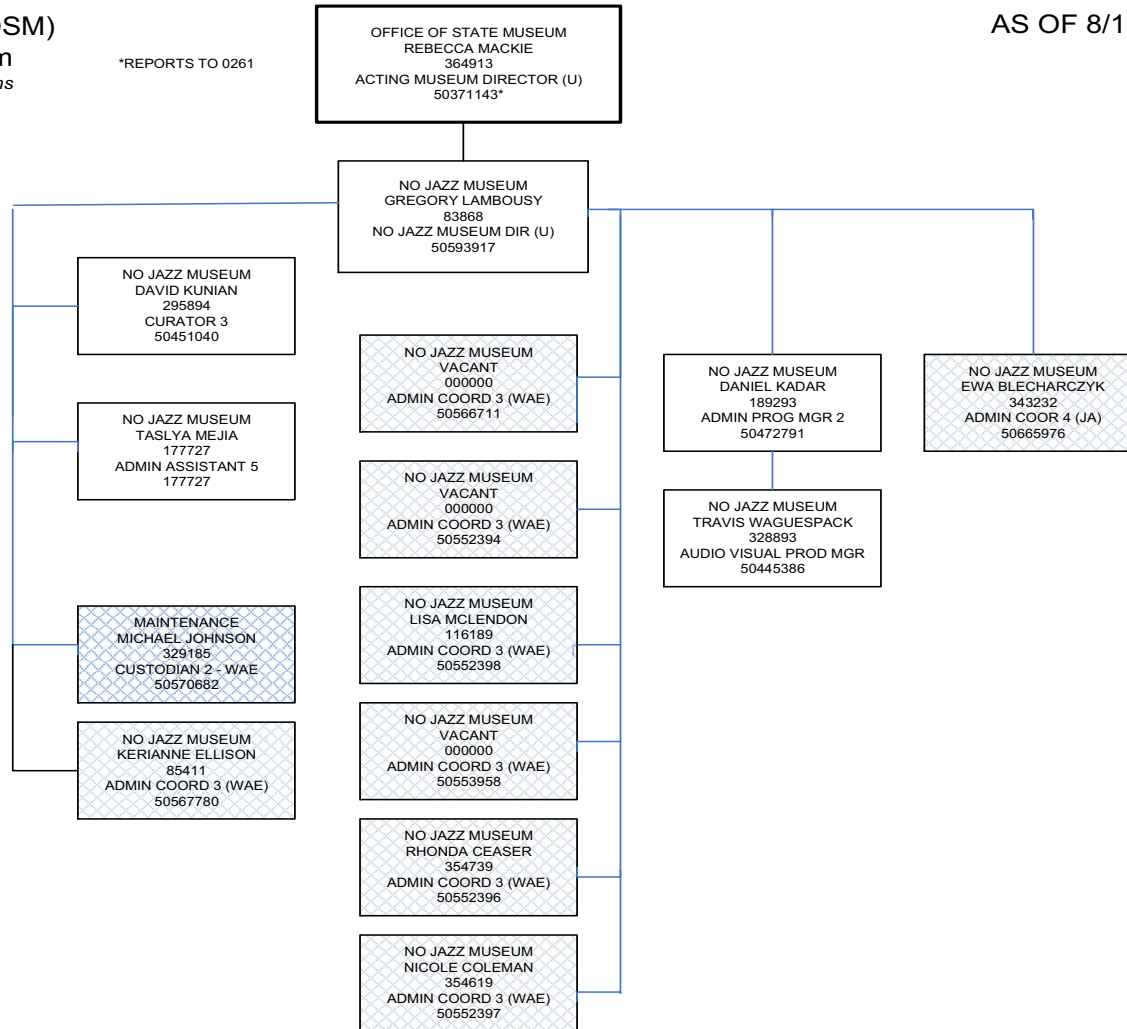 *REPORTS TO 0261
OFFICE OF STATE MUSEUM
REBECCA MACKIE
364913
ACTING MUSEUM DIRECTOR (U)
50371143*
AS OF 8/1
NO JAZZ MUSEUM
GREGORY LAMBOUSY
83868
NO JAZZ MUSEUM DIR (U)
50593917
NO JAZZ MUSEUM
DAVID KUNIAN
295894
CURATOR 3
50451040
NO JAZZ MUSEUM
TASLYA MEJIA
177727
ADMIN ASSISTANT 5
177727
MAINTENANCE
MICHAEL JOHNSON
329185
CUSTODIAN 2 - WAE
50570682
NO JAZZ MUSEUM
KERIANNE ELLISON
85411
ADMIN COORD 3 (WAE)
50567780
NO JAZZ MUSEUM
VACANT
000000
ADMIN COORD 3 (WAE)
50566711
NO JAZZ MUSEUM
VACANT
000000
ADMIN COORD 3 (WAE)
50552394
NO JAZZ MUSEUM
LISA MCLENDON
116189
ADMIN COORD 3 (WAE)
50552398
NO JAZZ MUSEUM
VACANT
000000
ADMIN COORD 3 (WAE)
50553958
NO JAZZ MUSEUM
RHONDA CEASER
354739
ADMIN COORD 3 (WAE)
50552396
NO JAZZ MUSEUM
NICOLE COLEMAN
354619
ADMIN COORD 3 (WAE)
50552397
NO JAZZ MUSEUM
DANIEL KADAR
189293
ADMIN PROG MGR 2
50472791
NO JAZZ MUSEUM
TRAVIS WAGUESPACK
328893
AUDIO VISUAL PROD MGR
50445386
NO JAZZ MUSEUM
EWA BLECHARCZYK
343232
ADMIN COOR 4 (JA)
50665976